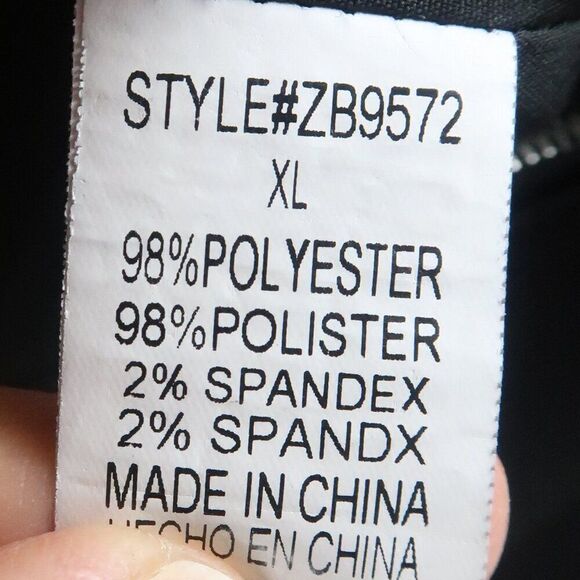 STYLE#ZB9572
XL
98%POLYESTER
98%POLISTER
2% SPANDEX
2% SPANDX
MADE IN CHINA
HECHO EN CHINA